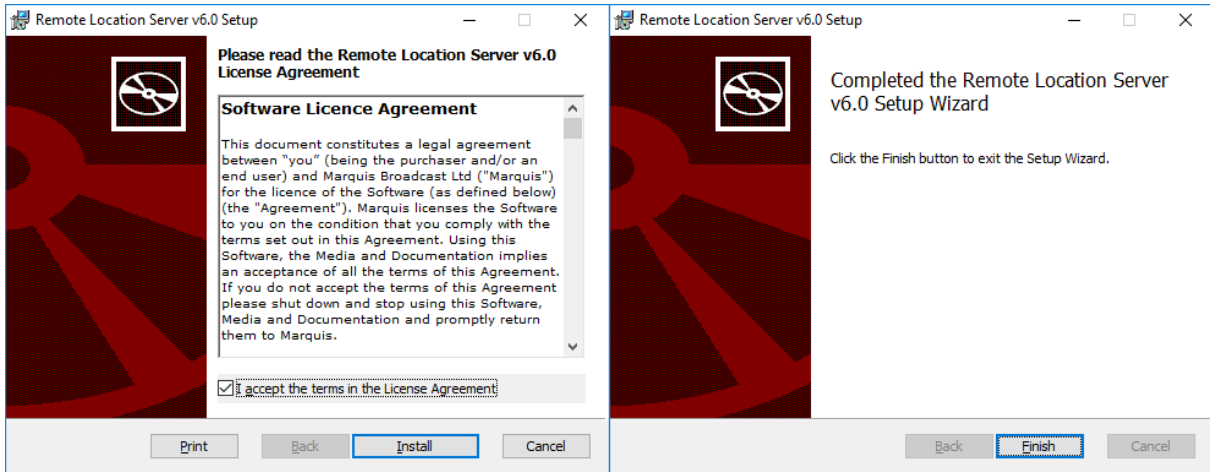 Remote Location Server v6.0 Setup
Please read the Remote Location Server v6.0
License Agreement
Software Licence Agreement
This document constitutes a legal agreement
between “you” (being the purchaser and/or an
end user) and Marquis Broadcast Ltd ("Marquis")
for the licence of the Software (as defined below)
(the "Agreement"). Marquis licenses the Software
to you on the condition that you comply with the
terms set out in this Agreement. Using this
Software, the Media and Documentation implies
an acceptance of all the terms of this Agreement.
If you do not accept the terms of this Agreement
please shut down and stop using this Software,
Media and Documentation and promptly return
them to Marquis.
I accept the terms in the License Agreement
Print Back Install Cancel
Remote Location Server v6.0 Setup
Completed the Remote Location Server
v6.0 Setup Wizard
Click the Finish button to exit the Setup Wizard.
Back Finish Cancel